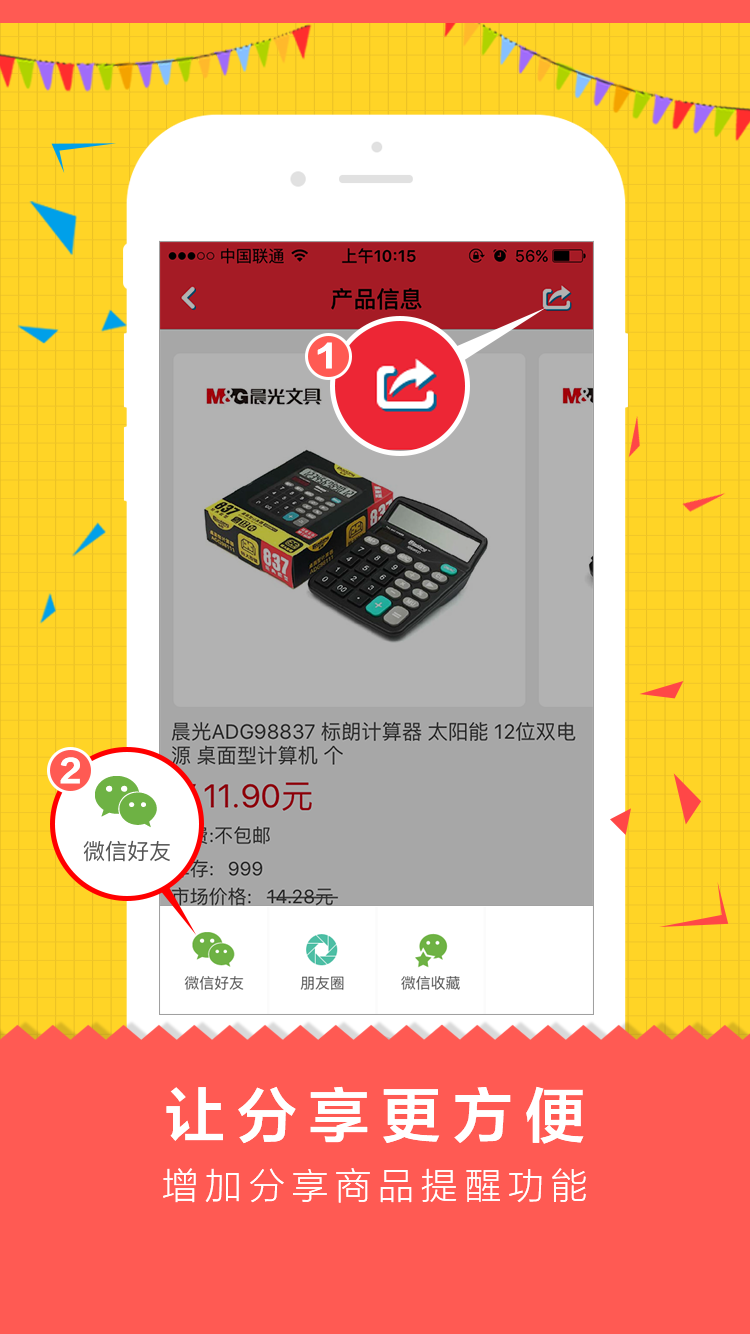 中国联通 上午10:15 56%
产品信息
1
M&G晨光文具
M&G
837
837
晨光ADG98837 标朗计算器 太阳能 12位双电
源 桌面型计算机 个
2
11.90元
微信好友
费:不包邮
存: 999
市场价格: 14.28元
微信好友 朋友圈 微信收藏
让分享更方便
增加分享商品提醒功能